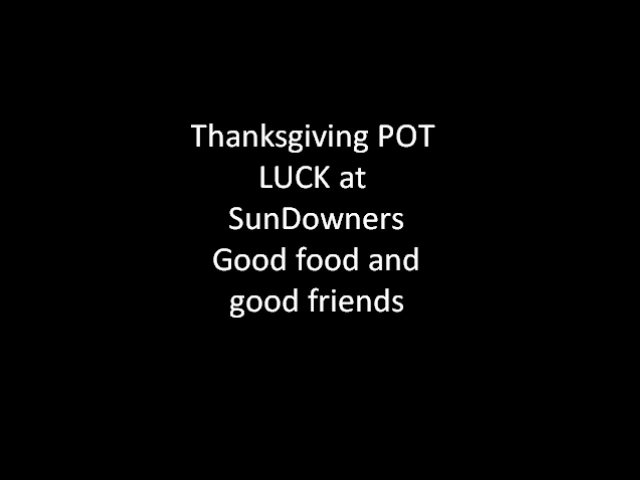 Thanksgiving POT
LUCK at
SunDowners
Good food and
good friends